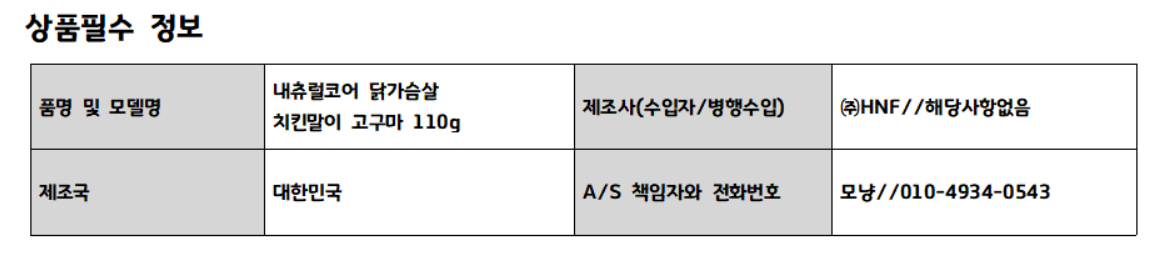 상품필수 정보
품명 및 모델명
내츄럴코어 닭가슴살
치킨말이 고구마 110g
제조사(수입자/병행수입)
㈜HNF//해당사항없음
제조국
대한민국
A/S 책임자와 전화번호
모냥//010-4934-0543